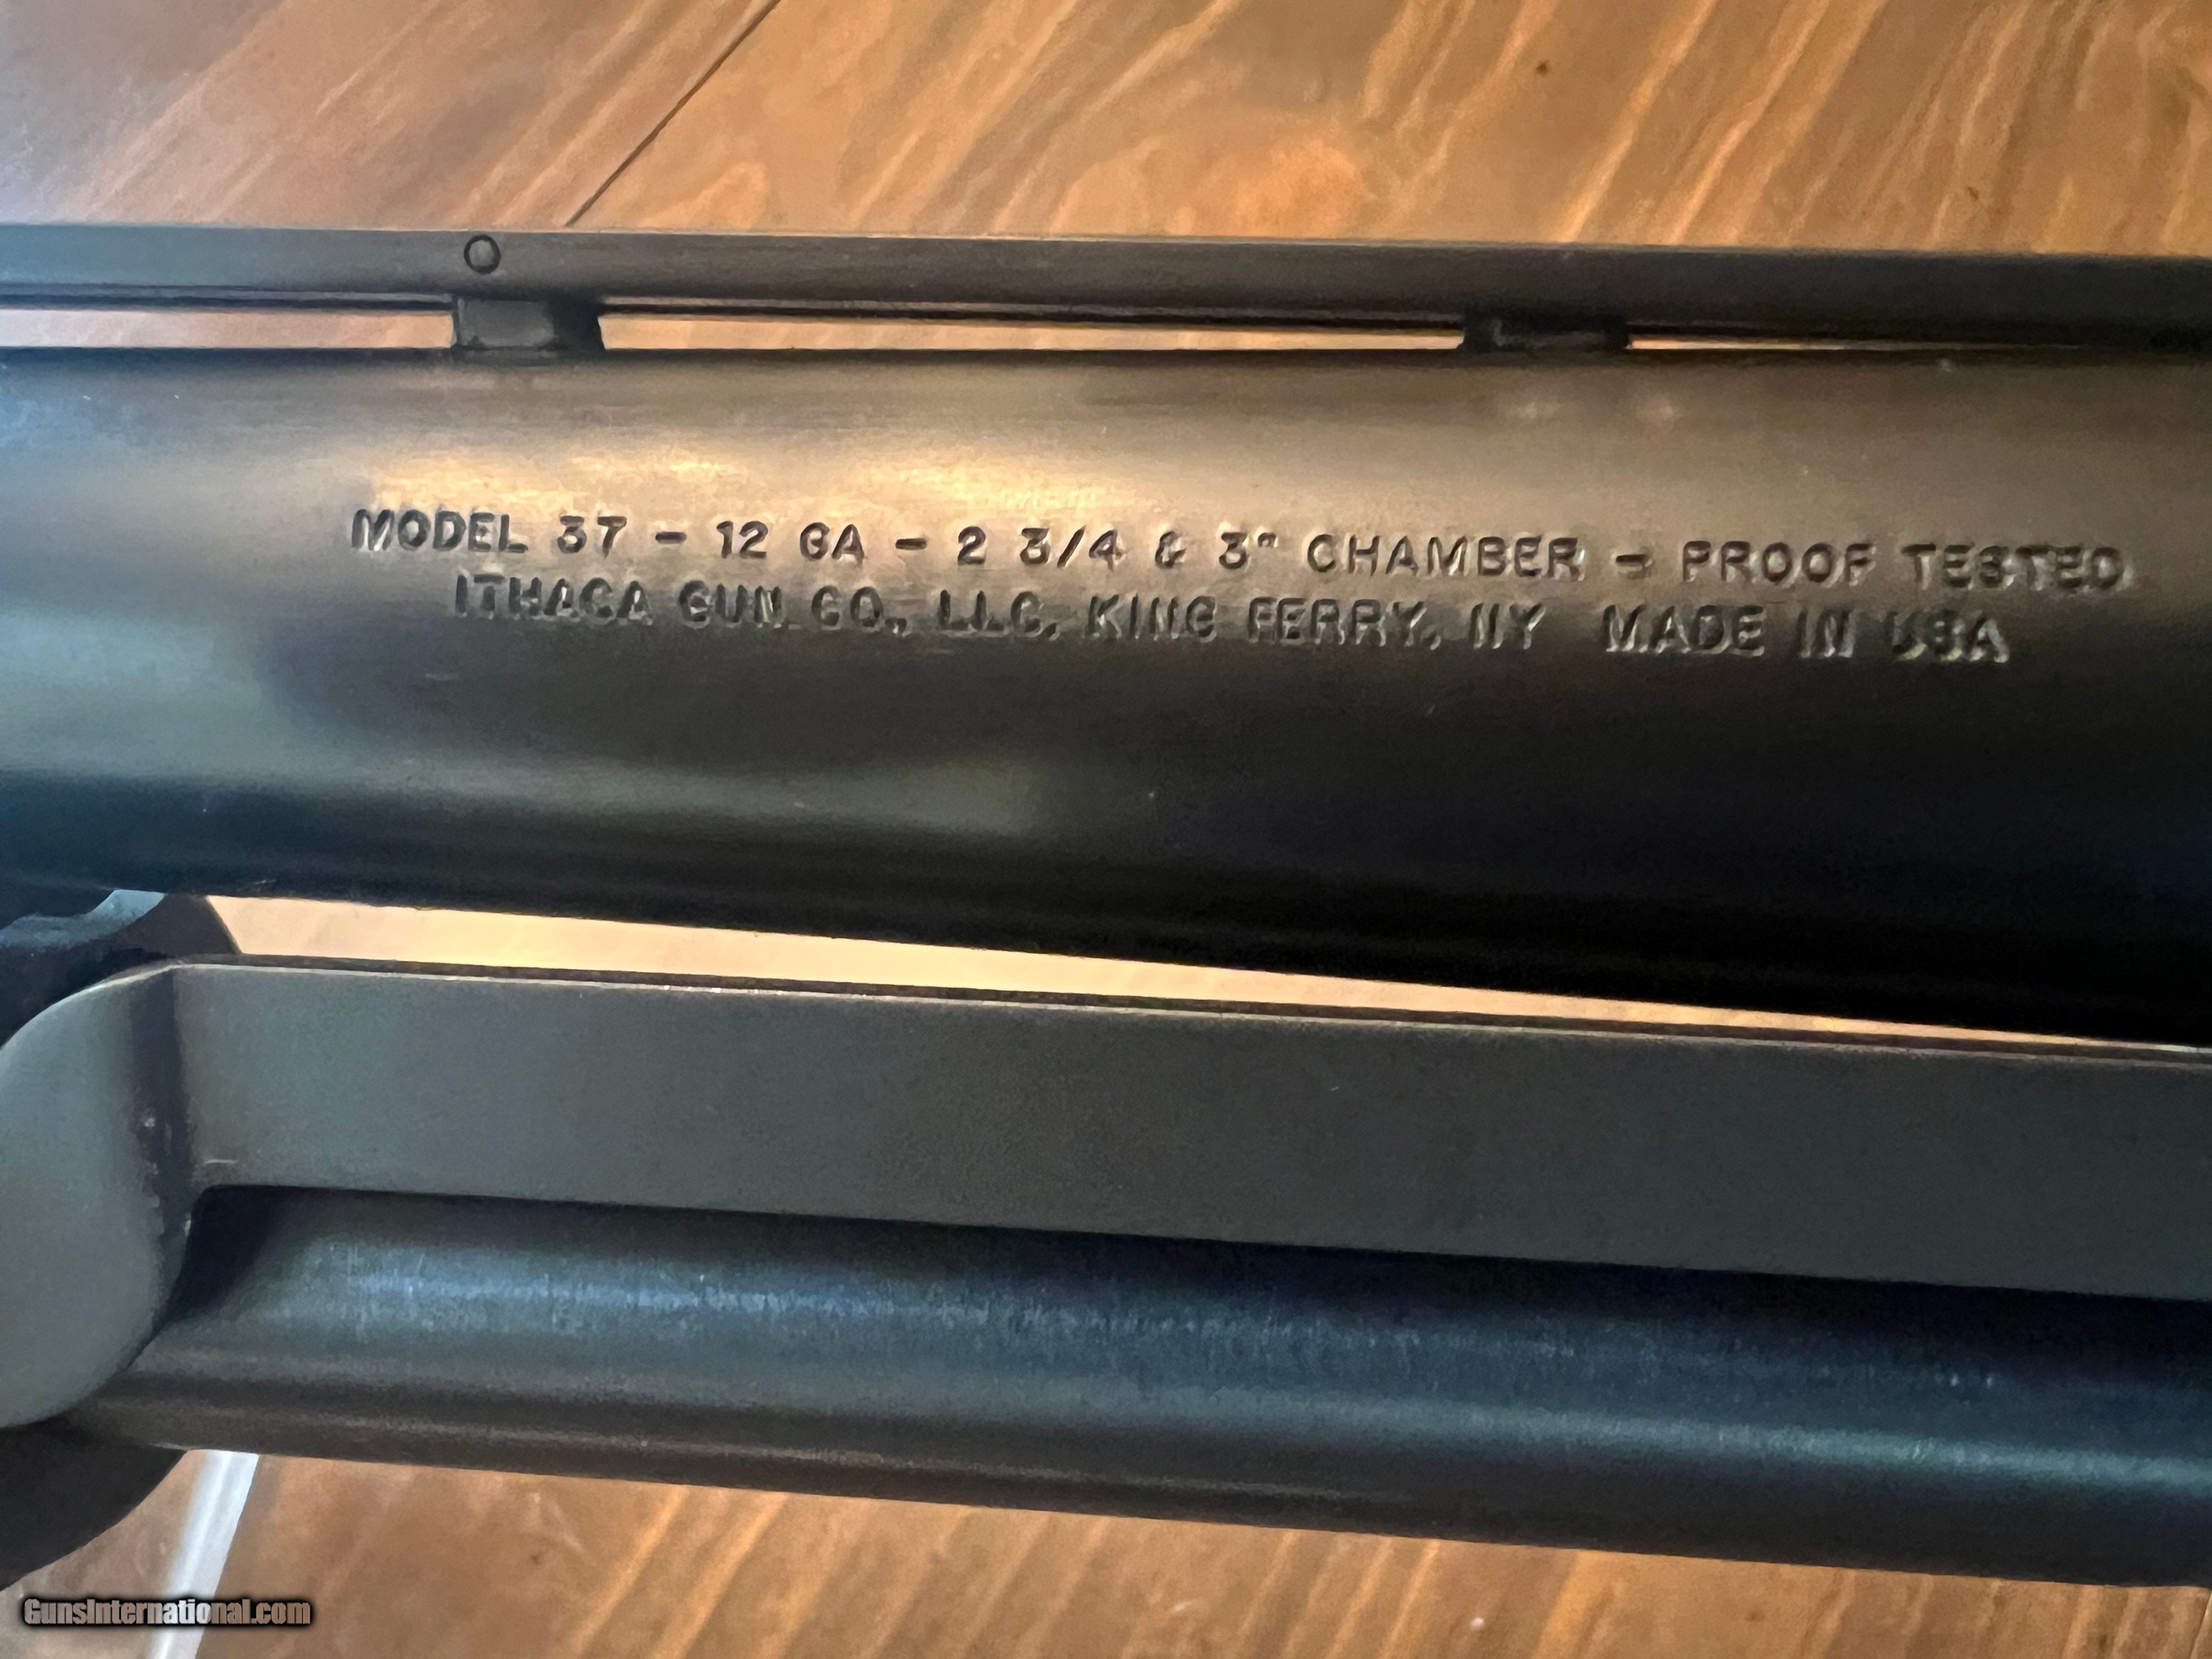 MODEL 37 - 12 GA - 2 3/4 & 3" CHAMBER - PROOF TESTED
ITHACA GUN CO., LLC. KING FERRY, NY MADE IN USA
GunsInternational.com